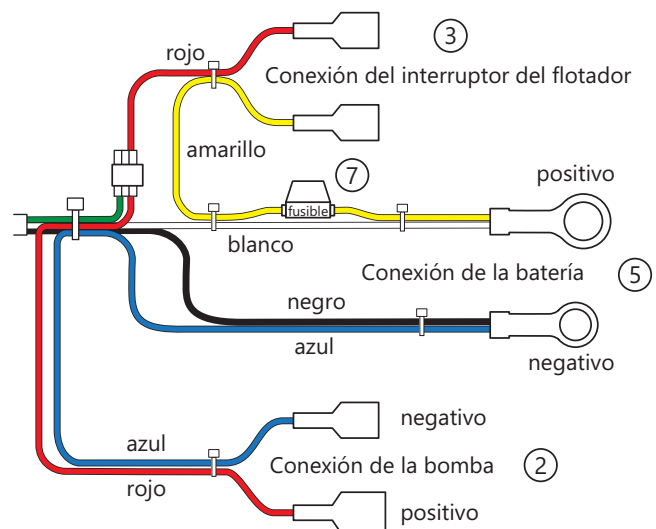 rojo
3
Conexión del interruptor del flotador
amarillo
7
positivo
fusible
blanco
Conexión de la batería
5
negro
azul
negativo
negativo
azul
Conexión de la bomba
2
rojo
positivo